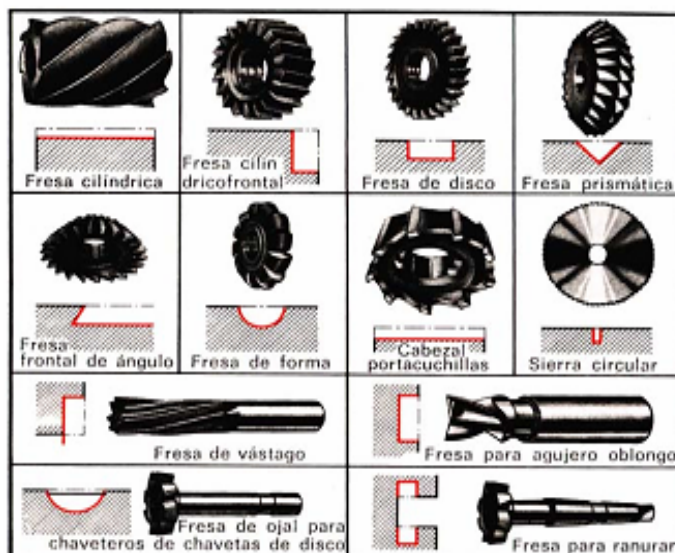 Fresa cilíndrica
Fresa cilin
dricofrontal
Fresa de disco
Fresa prismática
Fresa
frontal de ángulo
Fresa de forma
Cabezal
portacuchillas
Sierra circular
Fresa de vástago
Fresa para agujero oblongo
Fresa de ojal para
chaveteros de chavetas de disco
Fresa para ranurar